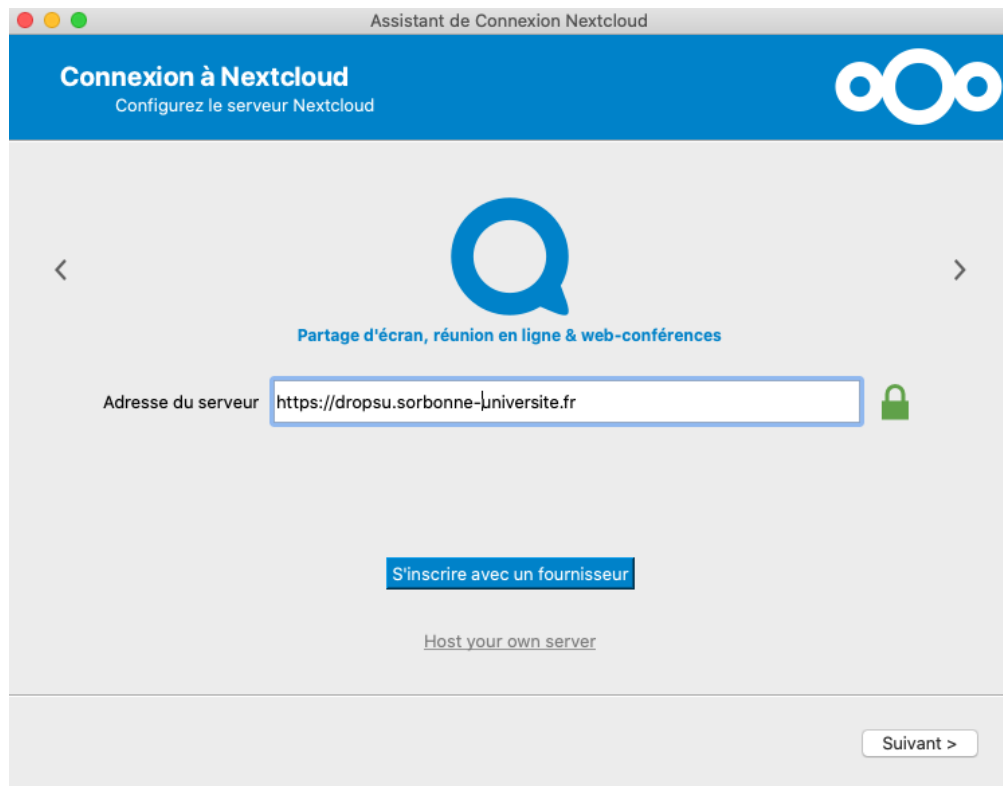 Assistant de Connexion Nextcloud
Connexion à Nextcloud
Configurez le serveur Nextcloud
Partage d'écran, réunion en ligne & web-conférences
Adresse du serveur https://dropsu.sorbonne-universite.fr
S'inscrire avec un fournisseur
Host your own server
Suivant >